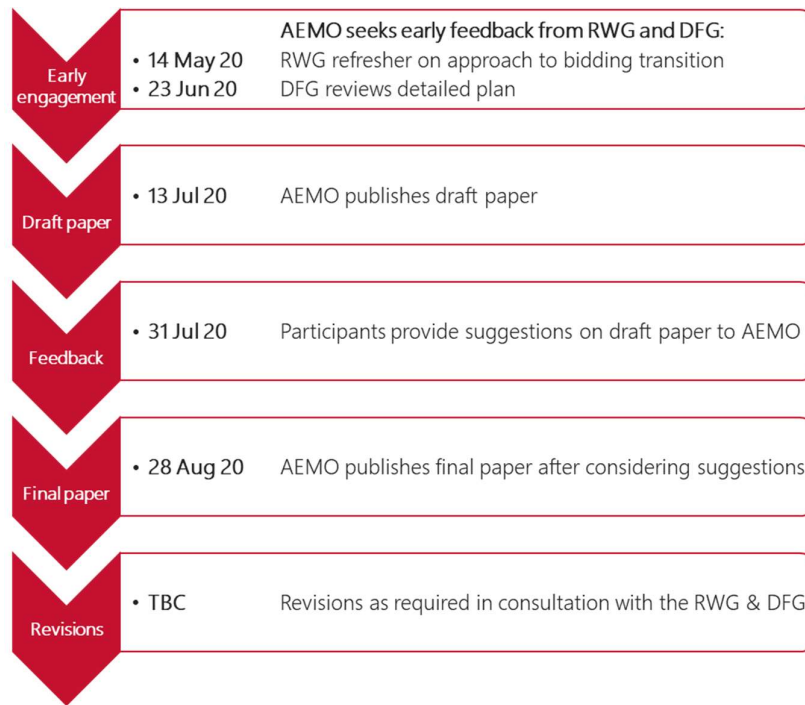 Early
engagement
AEMO seeks early feedback from RWG and DFG:
• 14 May 20 RWG refresher on approach to bidding transition
• 23 Jun 20 DFG reviews detailed plan
Draft paper
• 13 Jul 20 AEMO publishes draft paper
Feedback
• 31 Jul 20 Participants provide suggestions on draft paper to AEMO
Final paper
• 28 Aug 20 AEMO publishes final paper after considering suggestions
Revisions
• TBC Revisions as required in consultation with the RWG & DFG